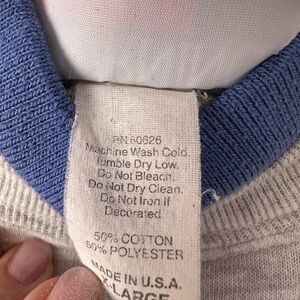 RN 60626
Machine Wash Cold.
Tumble Dry Low.
Do Not Bleach.
Do Not Dry Clean.
Do Not Iron If
Decorated
50% COTTON
50% POLYESTER
MADE IN U.S.A.
X-LARGE